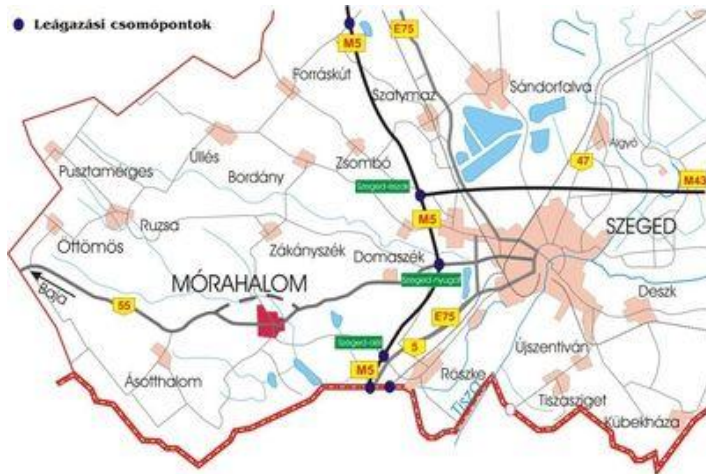 Leágazási csomópontok
M5
E75
Forráskút
Szatymaz
Sándorfalva
Algyő
47
Pusztamérges
Üllés
Zsombó
Bordány
Szeged-észak
M43
M5
SZEGED
Ruzsa
Öttömös
Zákányszék
Domaszék
Szeged-nyugat
MÓRAHALOM
Baja
55
Deszk
E75
5
Szeged-dél
M5
Röszke
Újszentiván
Ásotthalom
Tisza
Tiszasziget
Kübekháza